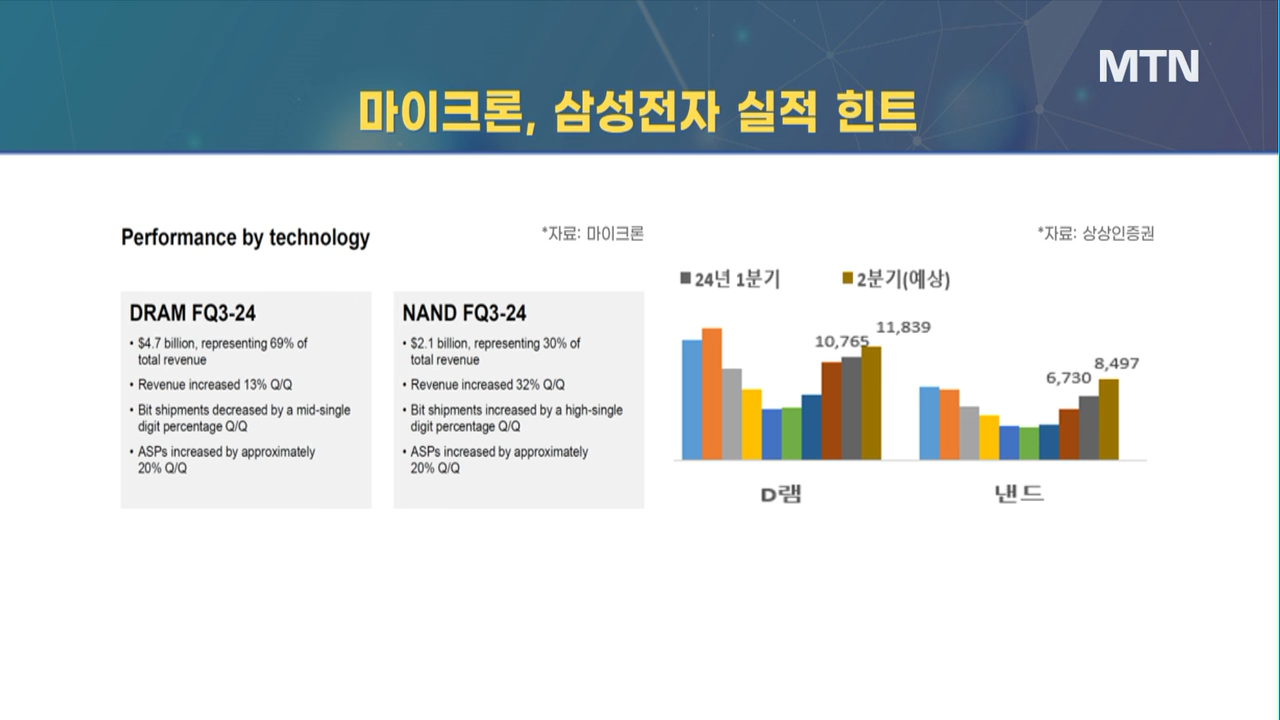 MTN
마이크론, 삼성전자 실적 힌트
Performance by technology
*자료: 마이크론
DRAM FQ3-24
• $4.7 billion, representing 69% of
total revenue
• Revenue increased 13% Q/Q
• Bit shipments decreased by a mid-single
digit percentage Q/Q
• ASPs increased by approximately
20% Q/Q
NAND FQ3-24
• $2.1 billion, representing 30% of
total revenue
• Revenue increased 32% Q/Q
• Bit shipments increased by a high-single
digit percentage Q/Q
• ASPs increased by approximately
20% Q/Q
*자료: 상상인증권
24년 1분기
2분기(예상)
10,765
11,839
6,730
8,497
D램
낸드